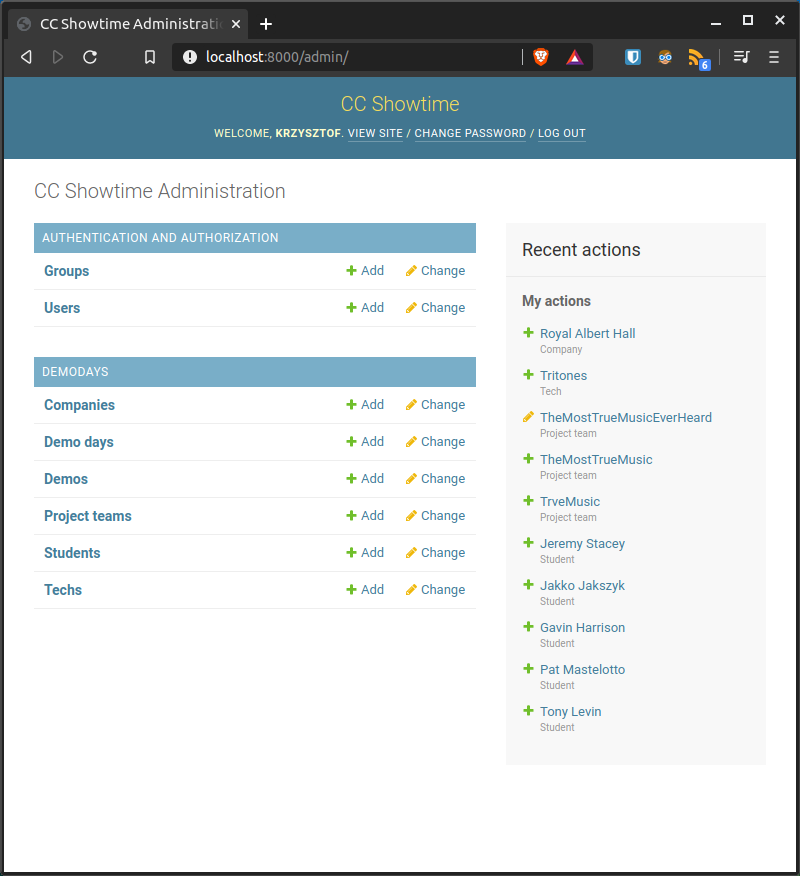 CC Showtime Administrati
localhost:8000/admin/
6
CC Showtime
WELCOME, KRZYSZTOF. VIEW SITE / CHANGE PASSWORD / LOG OUT
CC Showtime Administration
AUTHENTICATION AND AUTHORIZATION
Groups Add Change
Users Add Change
DEMODAYS
Companies Add Change
Demo days Add Change
Demos Add Change
Project teams Add Change
Students Add Change
Techs Add Change
Recent actions
My actions
Royal Albert Hall
Company
Tritones
Tech
TheMostTrueMusicEverHeard
Project team
TheMostTrueMusic
Project team
TrveMusic
Project team
Jeremy Stacey
Student
Jakko Jakszyk
Student
Gavin Harrison
Student
Pat Mastelotto
Student
Tony Levin
Student